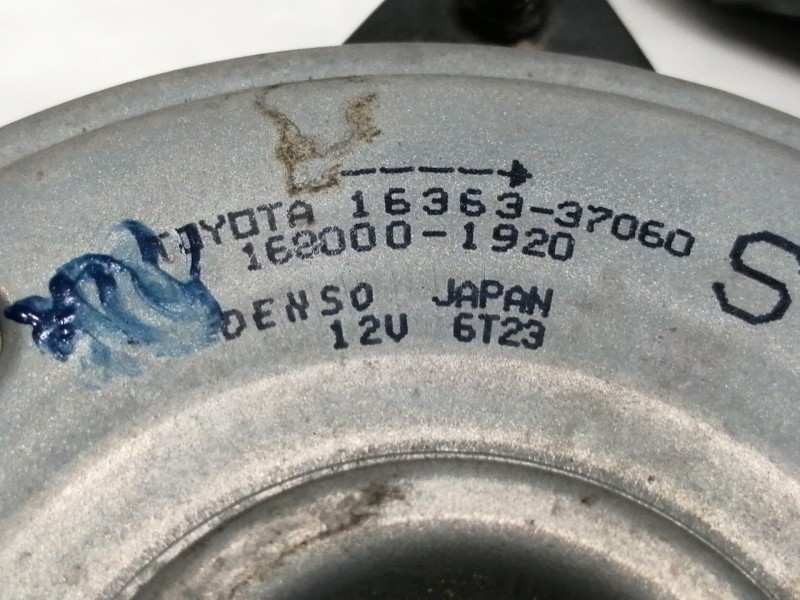 TOYOTA 16363-37060
168000-1920
DENSO JAPAN
12V 6T23
S